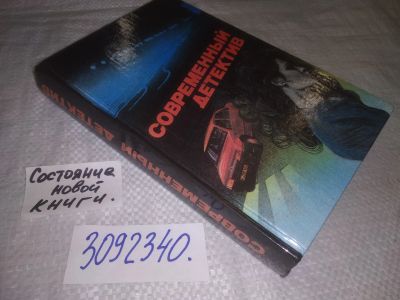 СОВРЕМЕННЫЙ
ДЕТЕКТИВ
СОВРЕМЕННЫЙ ДЕТЕКТИВ
Состояние
новой
книги.
3092340.